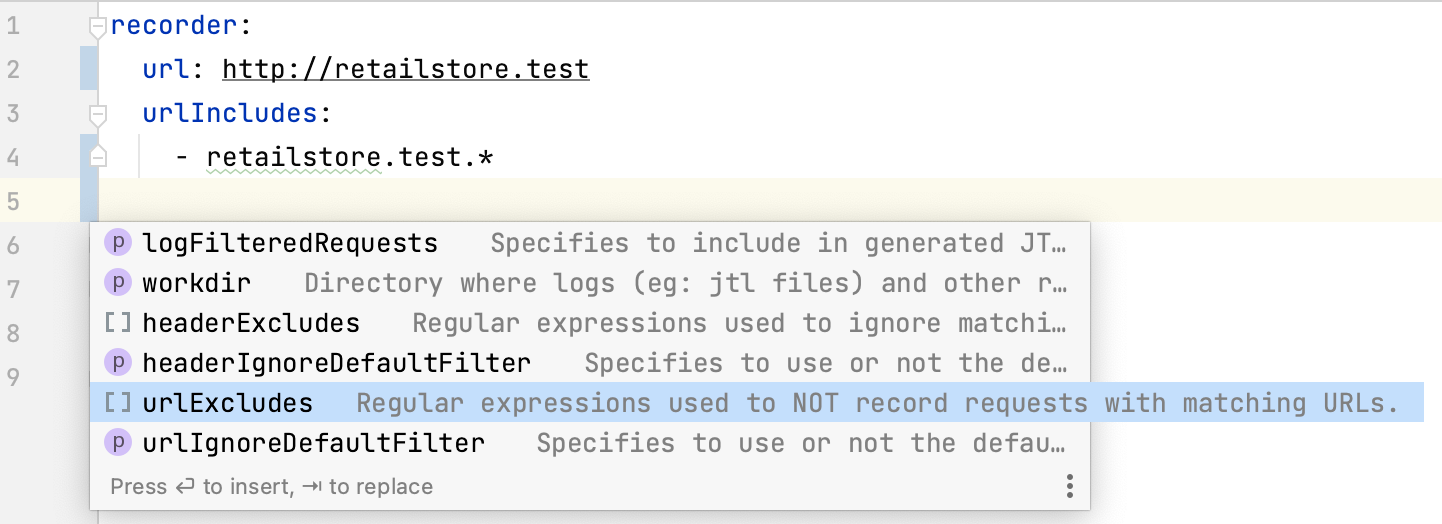 1 recorder:
2 url: http://retailstore.test
3 urlIncludes:
4 - retailstore.test.*
5
6 p logFilteredRequests Specifies to include in generated JT…
7 p workdir Directory where logs (eg: jtl files) and other r…
[] headerExcludes Regular expressions used to ignore matchi…
8 p headerIgnoreDefaultFilter Specifies to use or not the de…
9 [] urlExcludes Regular expressions used to NOT record requests with matching URLs.
p urlIgnoreDefaultFilter Specifies to use or not the defau…
Press ⏎ to insert, ⇥ to replace